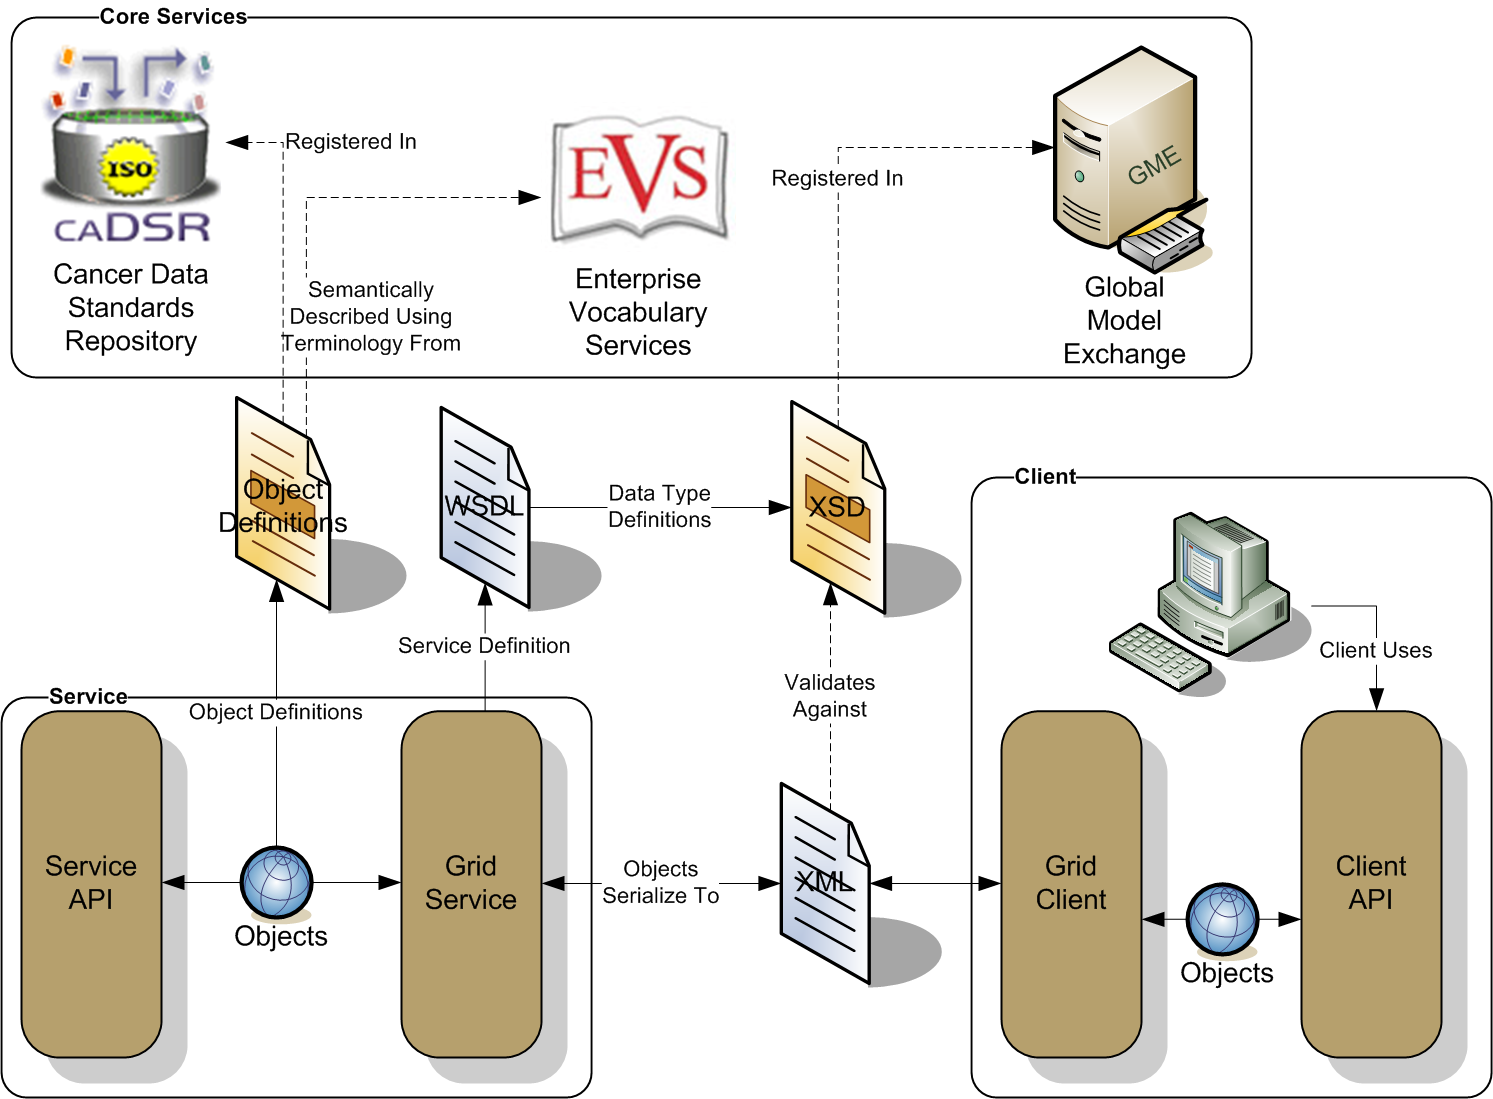 Core Services
ISO
caDSR
Cancer Data
Standards
Repository
Registered In
Semantically
Described Using
Terminology From
EVS
Enterprise
Vocabulary
Services
Registered In
GME
Global
Model
Exchange
Object
Definitions
WSDL
Data Type
Definitions
XSD
Client
Client Uses
Service Definition
Validates
Against
Service
Object Definitions
Service
API
Objects
Grid
Service
Objects
Serialize To
XML
Grid
Client
Objects
Client
API